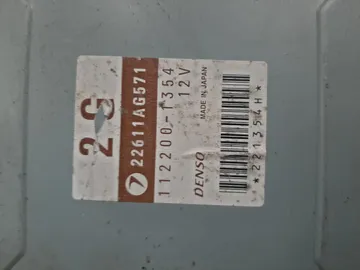 2G
22611AG571
112200-1354
12V
DENSO MADE IN JAPAN
*221354H*